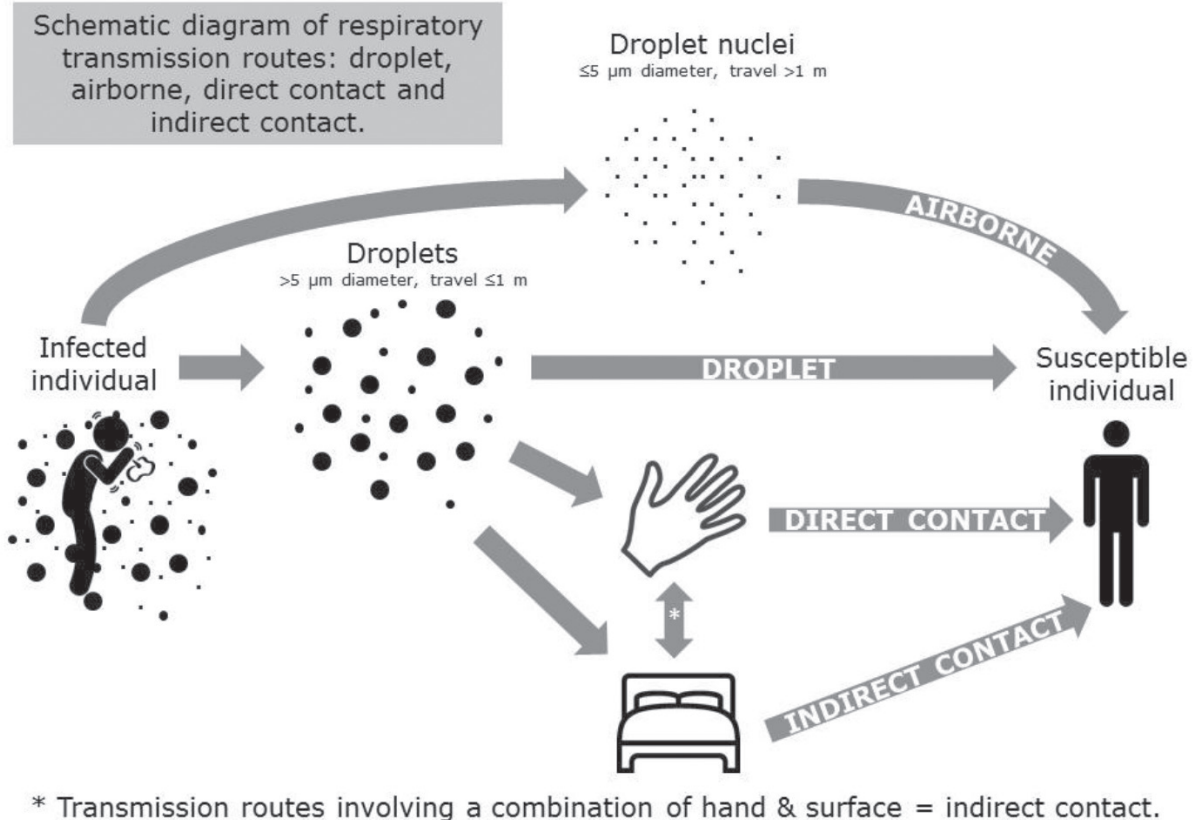 Schematic diagram of respiratory
transmission routes: droplet,
airborne, direct contact and
indirect contact.
Droplet nuclei
≤5 µm diameter, travel >1 m
AIRBORNE
Droplets
>5 µm diameter, travel ≤1 m
Infected
individual
DROPLET
Susceptible
individual
DIRECT CONTACT
*
INDIRECT CONTACT
* Transmission routes involving a combination of hand & surface = indirect contact.